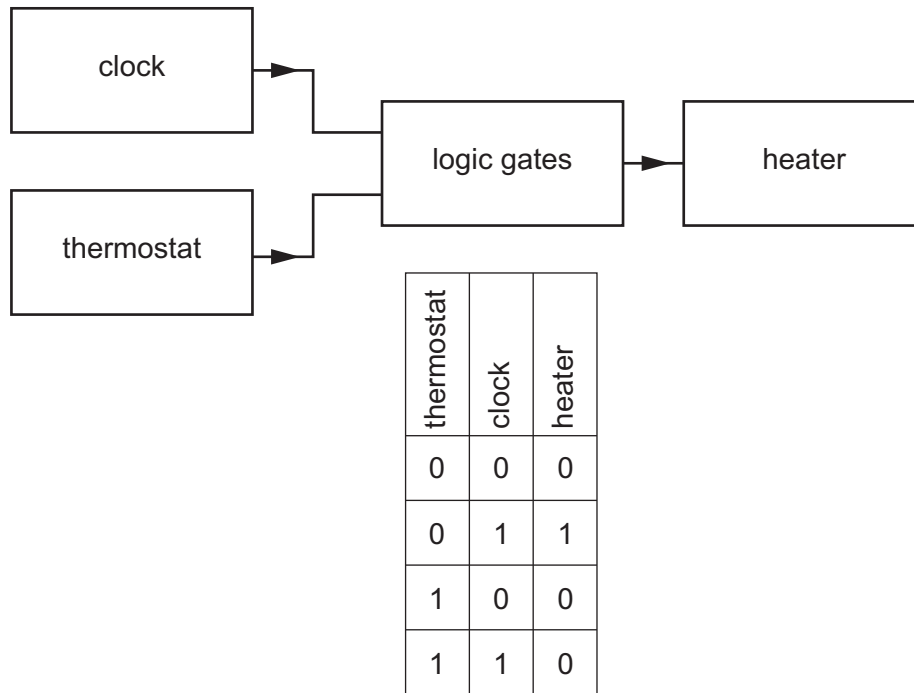 clock
logic gates heater
thermostat
thermostat clock heater
0 0 0
0 1 1
1 0 0
1 1 0